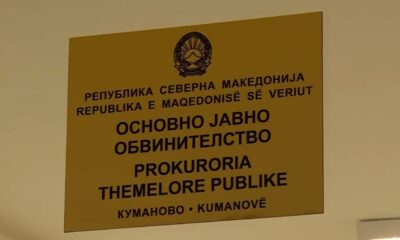 РЕПУБЛИКА СЕВЕРНА МАКЕДОНИЈА
REPUBLIKA E MAQEDONISË SË VERIUT
ОСНОВНО ЈАВНО
ОБВИНИТЕЛСТВО
PROKURORIA
THEMELORE PUBLIKE
КУМАНОВО • KUMANOVË